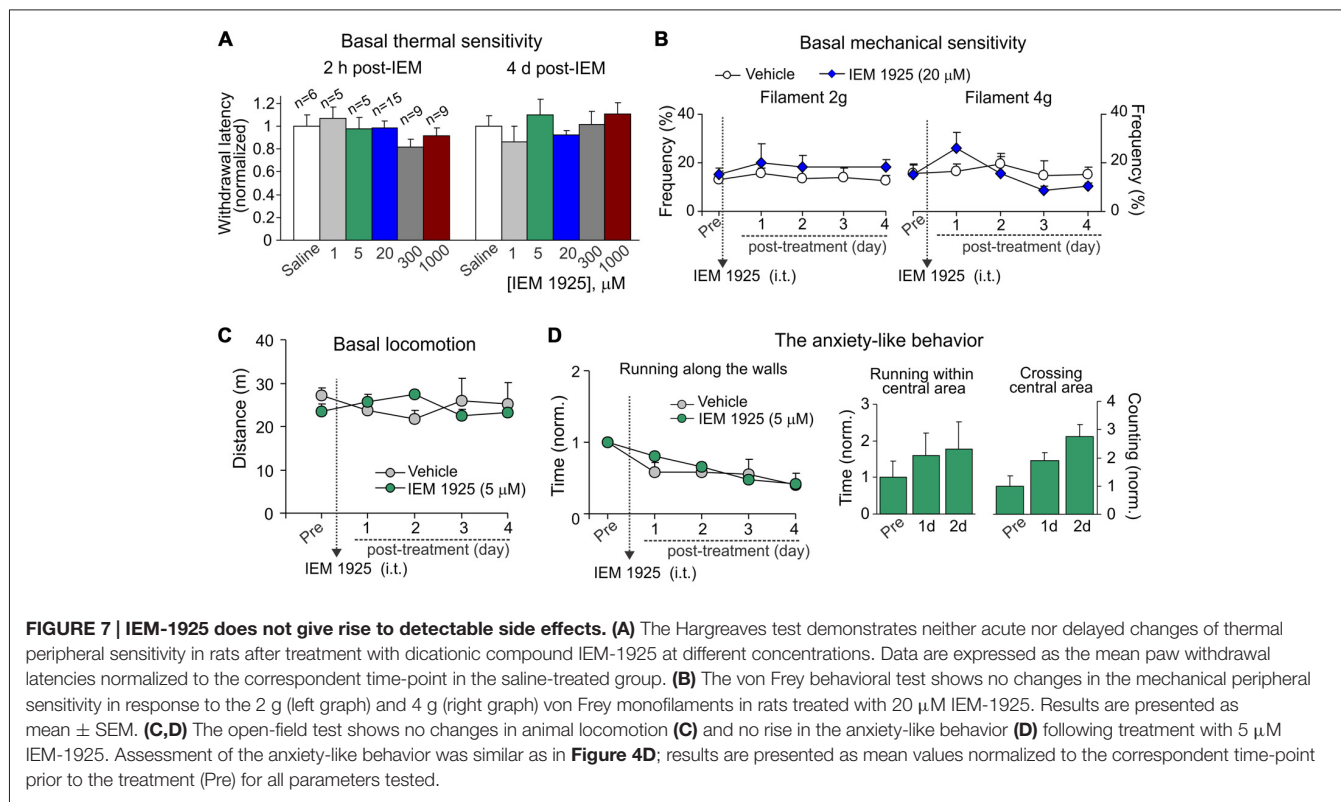 A
Basal thermal sensitivity
2 h post-IEM
4 d post-IEM
Withdrawal latency
(normalized)
1.2
1
0.8
0.6
0.4
0.2
0
n=6
n=5
n=5
n=15
n=9
n=9
Saline
1
5
20
300
1000
Saline
1
5
20
300
1000
[IEM 1925], μM
B
Basal mechanical sensitivity
Vehicle
IEM 1925 (20 μM)
Filament 2g
Filament 4g
Frequency (%)
40
20
0
40
20
0
Frequency (%)
Pre
1
2
3
4
post-treatment (day)
IEM 1925 (i.t.)
Pre
1
2
3
4
post-treatment (day)
IEM 1925 (i.t.)
C
Basal locomotion
Distance (m)
40
30
20
10
0
Vehicle
IEM 1925 (5 μM)
Pre
1
2
3
4
post-treatment (day)
IEM 1925 (i.t.)
D
The anxiety-like behavior
Running along the walls
Time (norm.)
2
1
0
Vehicle
IEM 1925 (5 μM)
Pre
1
2
3
4
post-treatment (day)
IEM 1925 (i.t.)
Running within
central area
Time (norm.)
3
2
1
0
Pre
1d
2d
Crossing
central area
4
3
2
1
0
Counting (norm.)
Pre
1d
2d
FIGURE 7 | IEM-1925 does not give rise to detectable side effects. (A) The Hargreaves test demonstrates neither acute nor delayed changes of thermal
peripheral sensitivity in rats after treatment with dicationic compound IEM-1925 at different concentrations. Data are expressed as the mean paw withdrawal
latencies normalized to the correspondent time-point in the saline-treated group. (B) The von Frey behavioral test shows no changes in the mechanical peripheral
sensitivity in response to the 2 g (left graph) and 4 g (right graph) von Frey monofilaments in rats treated with 20 μM IEM-1925. Results are presented as
mean ± SEM. (C,D) The open-field test shows no changes in animal locomotion (C) and no rise in the anxiety-like behavior (D) following treatment with 5 μM
IEM-1925. Assessment of the anxiety-like behavior was similar as in Figure 4D; results are presented as mean values normalized to the correspondent time-point
prior to the treatment (Pre) for all parameters tested.